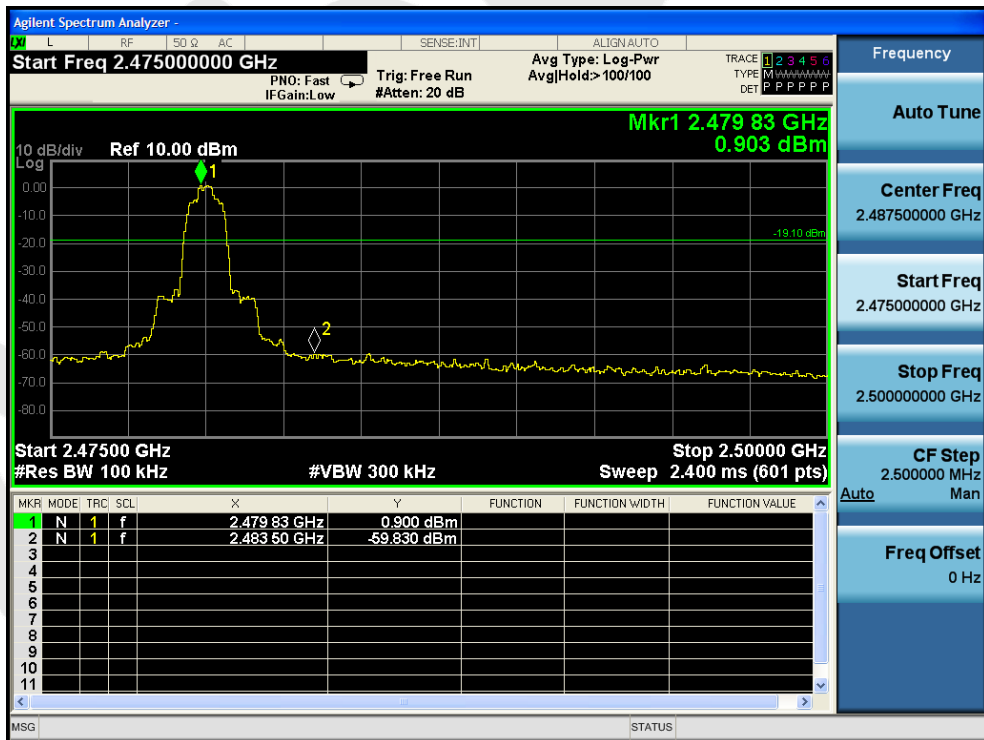 Agilent Spectrum Analyzer -
LXI L RF 50 Ω AC SENSE:INT ALIGNAUTO
Start Freq 2.475000000 GHz
PNO: Fast
IFGain:Low
Trig: Free Run
#Atten: 20 dB
Avg Type: Log-Pwr
Avg|Hold:>100/100
TRACE 1 2 3 4 5 6
TYPE M
DET P P P P P P
Mkr1 2.479 83 GHz
0.903 dBm
10 dB/div Ref 10.00 dBm
Log
1
0.00
-10.0
-19.10 dBm
-20.0
-30.0
-40.0
-50.0
2
-60.0
-70.0
-80.0
Start 2.47500 GHz Stop 2.50000 GHz
#Res BW 100 kHz #VBW 300 kHz Sweep 2.400 ms (601 pts)
MKR MODE TRC SCL X Y FUNCTION FUNCTION WIDTH FUNCTION VALUE
1 N 1 f 2.479 83 GHz 0.900 dBm
2 N 1 f 2.483 50 GHz -59.830 dBm
3
4
5
6
7
8
9
10
11
MSG STATUS
Frequency
Auto Tune
Center Freq
2.487500000 GHz
Start Freq
2.475000000 GHz
Stop Freq
2.500000000 GHz
CF Step
2.500000 MHz
Auto Man
Freq Offset
0 Hz